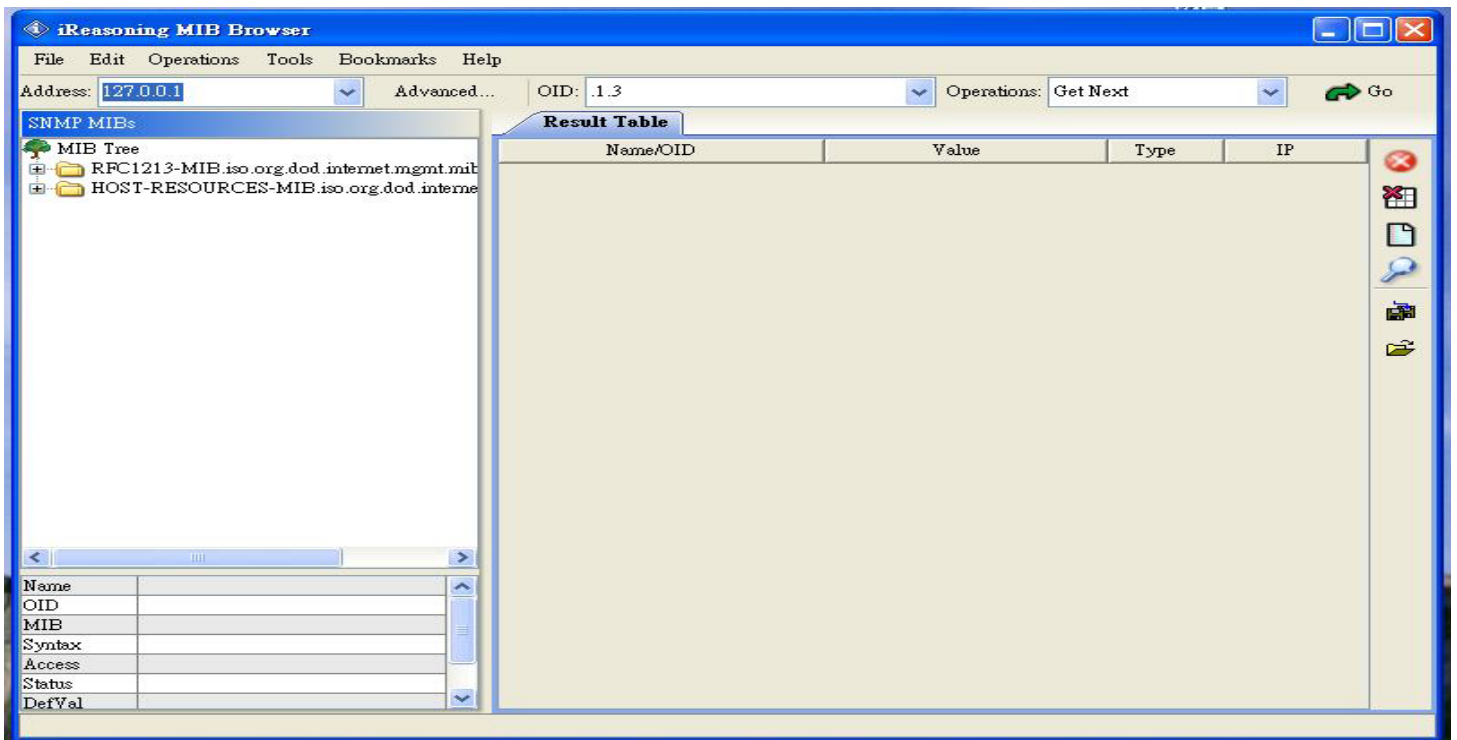 iReasoning MIB Browser
File Edit Operations Tools Bookmarks Help
Address: 127.0.0.1 Advanced... OID: .1.3 Operations: Get Next Go
SNMP MIBs
Result Table
MIB Tree
RFC1213-MIB.iso.org.dod.internet.mgmt.mib
HOST-RESOURCES-MIB.iso.org.dod.interne
Name/OID Value Type IP
Name
OID
MIB
Syntax
Access
Status
DefVal